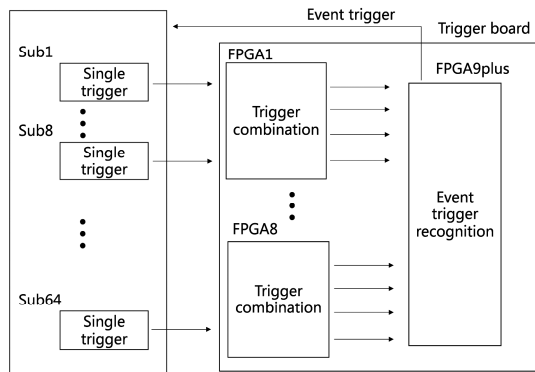 Event trigger
Trigger board
Sub1
Single
trigger
Sub8
Single
trigger
Sub64
Single
trigger
FPGA1
Trigger
combination
FPGA8
Trigger
combination
FPGA9plus
Event
trigger
recognition